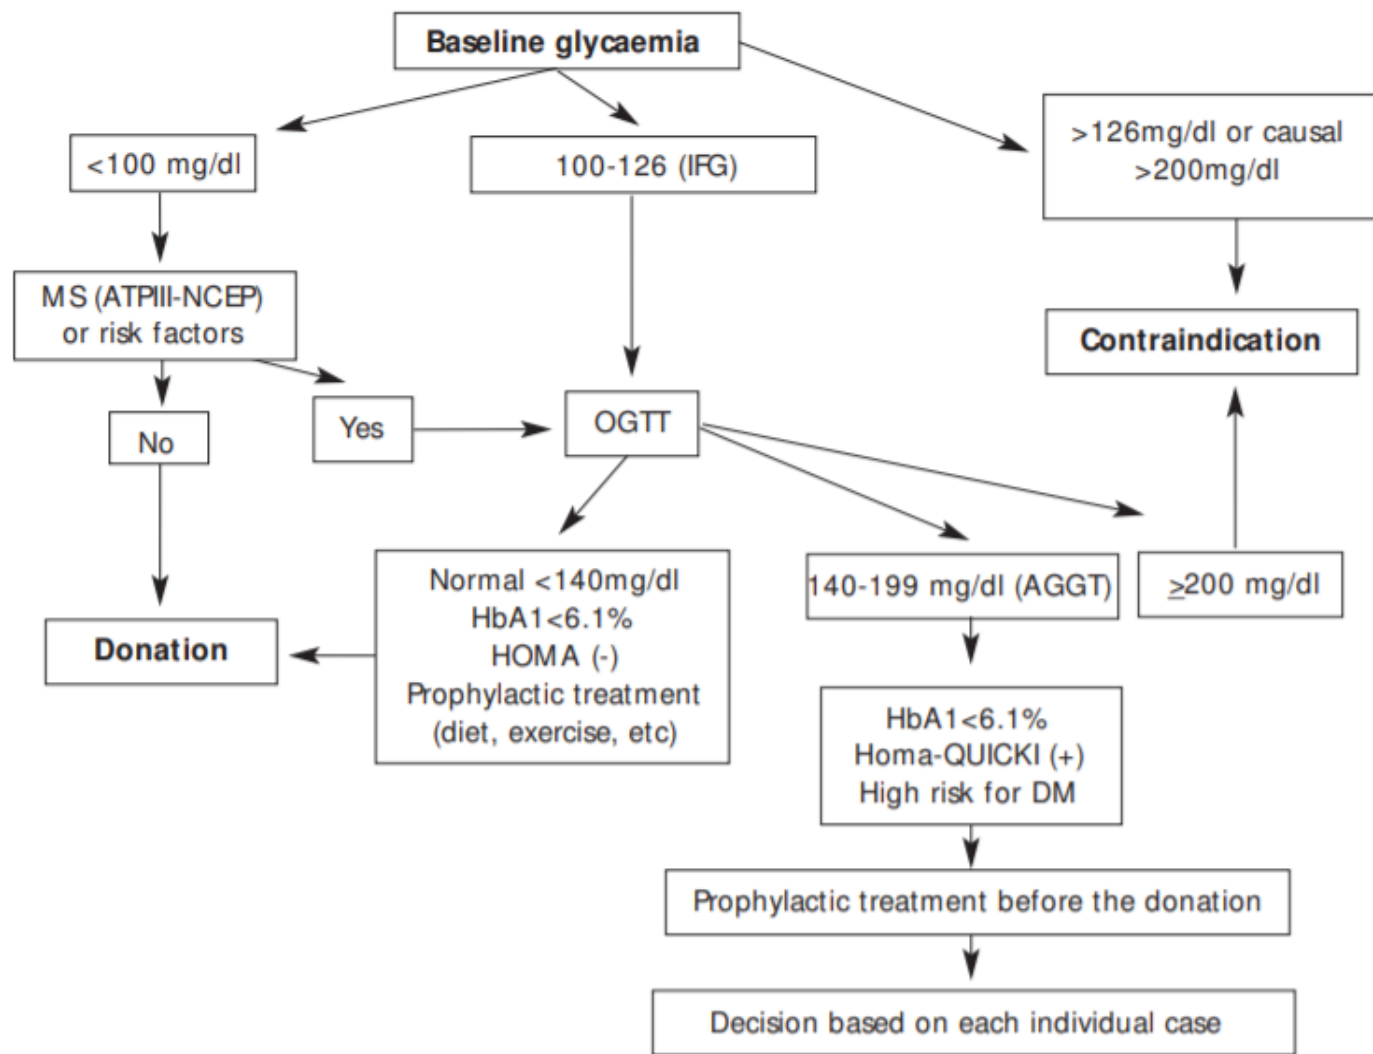 Baseline glycaemia
<100 mg/dl
100-126 (IFG)
>126mg/dl or causal
>200mg/dl
MS (ATPIII-NCEP)
or risk factors
Contraindication
No
Yes
OGTT
Normal <140mg/dl
HbA1<6.1%
HOMA (-)
Prophylactic treatment
(diet, exercise, etc)
140-199 mg/dl (AGGT)
≥200 mg/dl
Donation
HbA1<6.1%
Homa-QUICKI (+)
High risk for DM
Prophylactic treatment before the donation
Decision based on each individual case